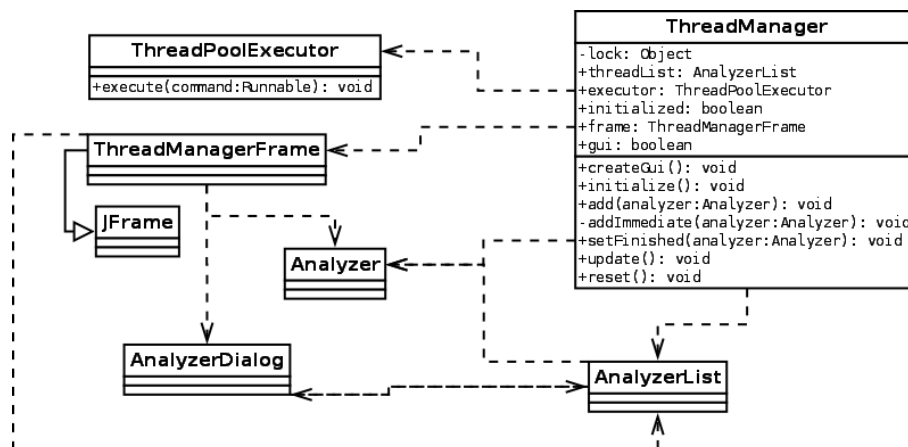 ThreadManager
-lock: Object
+threadList: AnalyzerList
+executor: ThreadPoolExecutor
+initialized: boolean
+frame: ThreadManagerFrame
+gui: boolean
+createGui(): void
+initialize(): void
+add(analyzer:Analyzer): void
-addImmediate(analyzer:Analyzer): void
+setFinished(analyzer:Analyzer): void
+update(): void
+reset(): void
ThreadPoolExecutor
+execute(command:Runnable): void
ThreadManagerFrame
JFrame
Analyzer
AnalyzerDialog
AnalyzerList